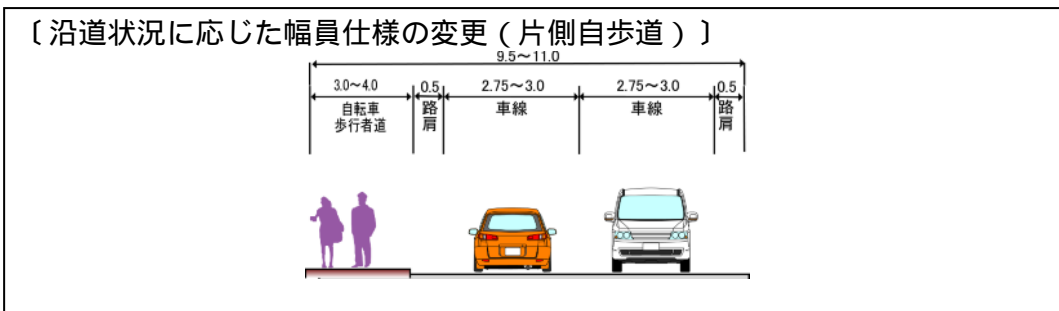 〔沿道状況に応じた幅員仕様の変更（片側自歩道）〕
9.5～11.0
3.0～4.0 0.5 2.75～3.0 2.75～3.0 0.5
自転車
歩行者道
路肩
車線
車線
路肩